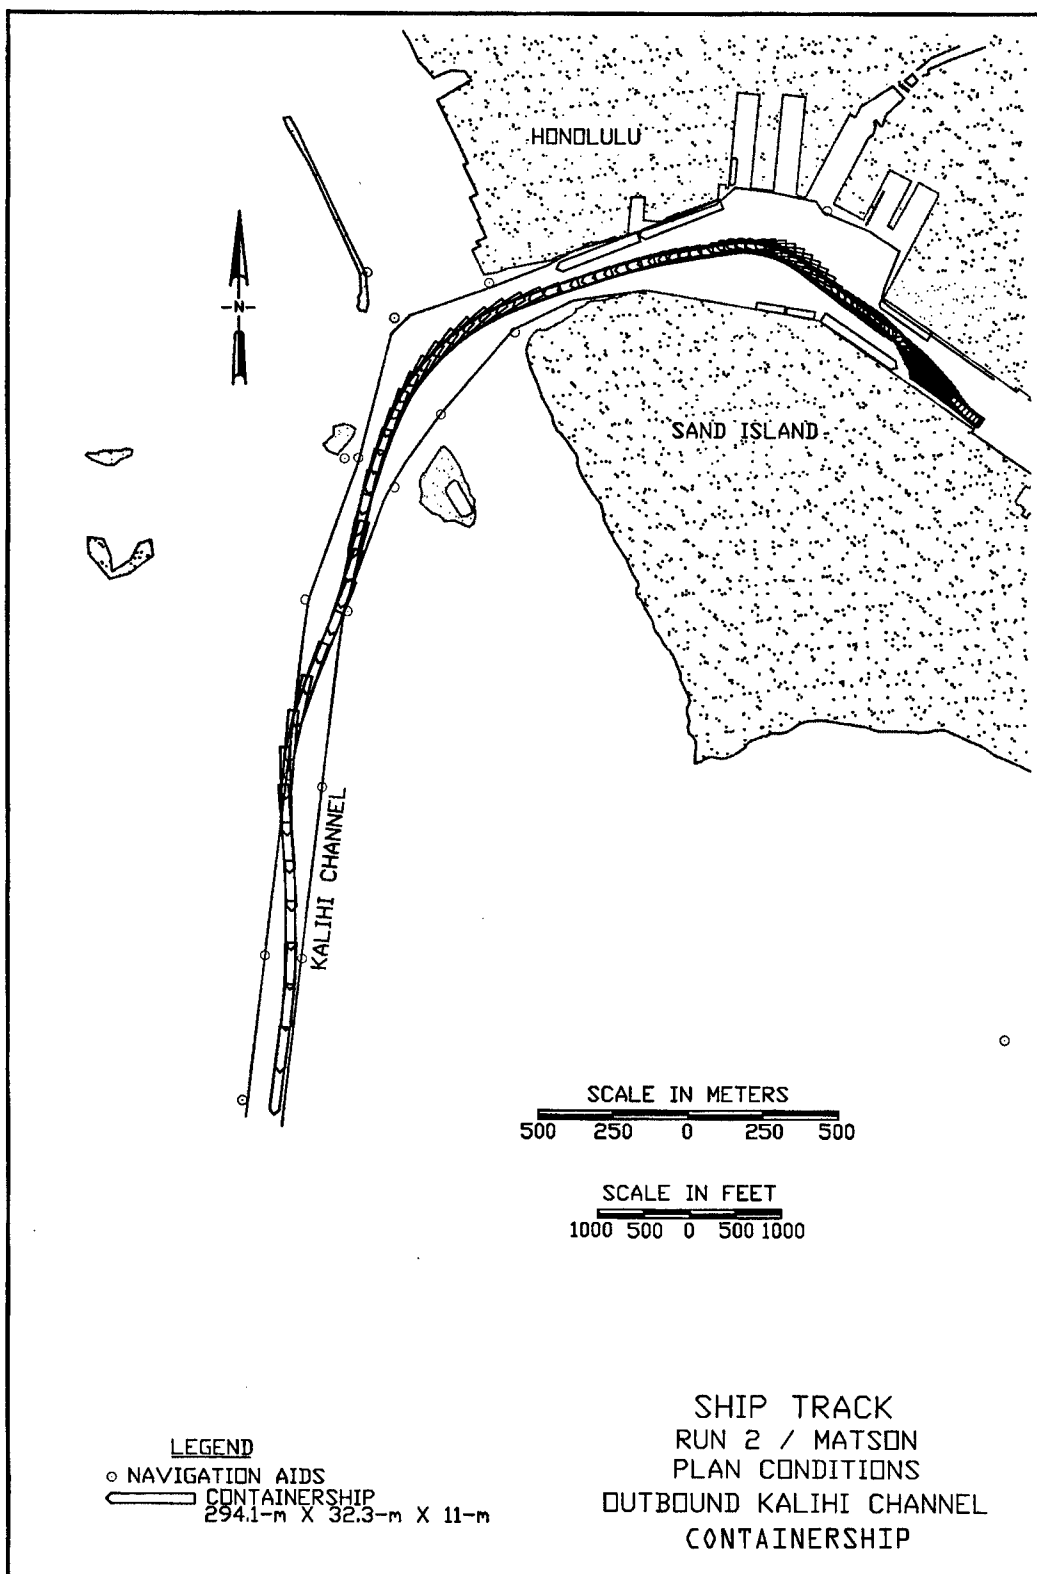 HONOLULU
N
SAND ISLAND
KALIHI CHANNEL
SCALE IN METERS
500 250 0 250 500
SCALE IN FEET
1000 500 0 500 1000
LEGEND
NAVIGATION AIDS
CONTAINERSHIP
294.1-m X 32.3-m X 11-m
SHIP TRACK
RUN 2 / MATSON
PLAN CONDITIONS
OUTBOUND KALIHI CHANNEL
CONTAINERSHIP